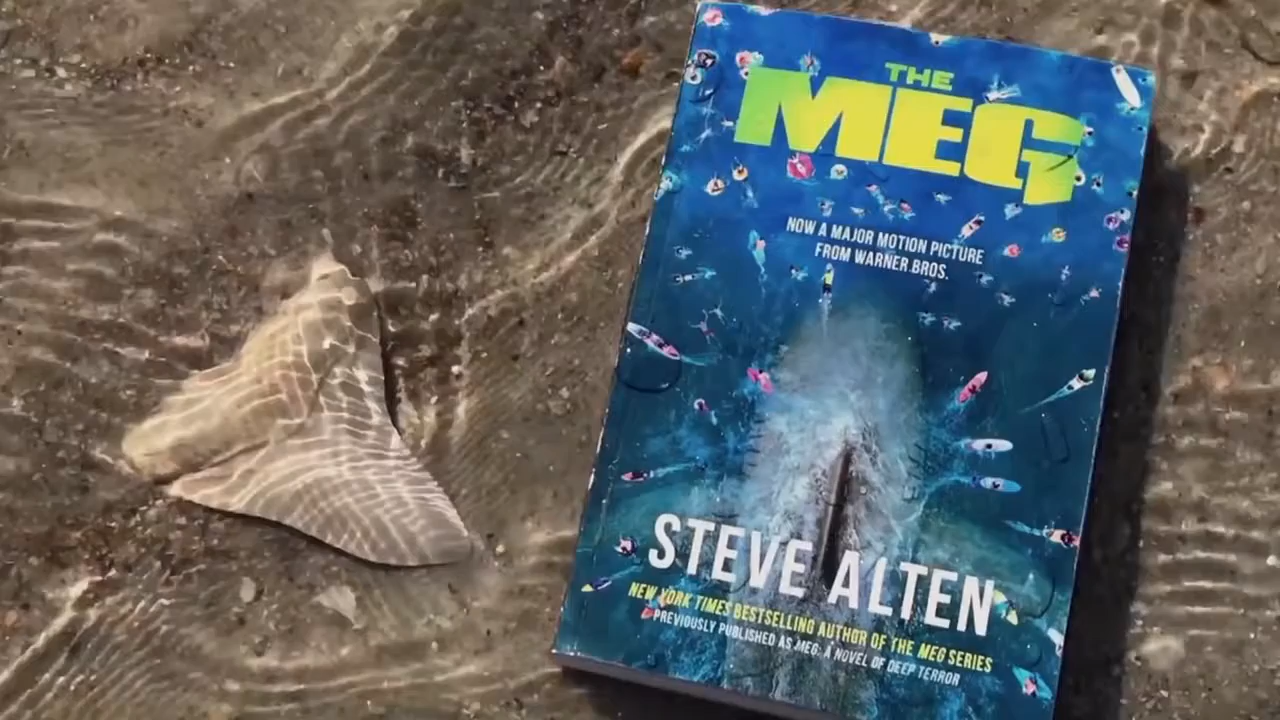 THE
MEG
NOW A MAJOR MOTION PICTURE
FROM WARNER BROS.
STEVE ALTEN
NEW YORK TIMES BESTSELLING AUTHOR OF THE MEG SERIES
PREVIOUSLY PUBLISHED AS MEG: A NOVEL OF DEEP TERROR